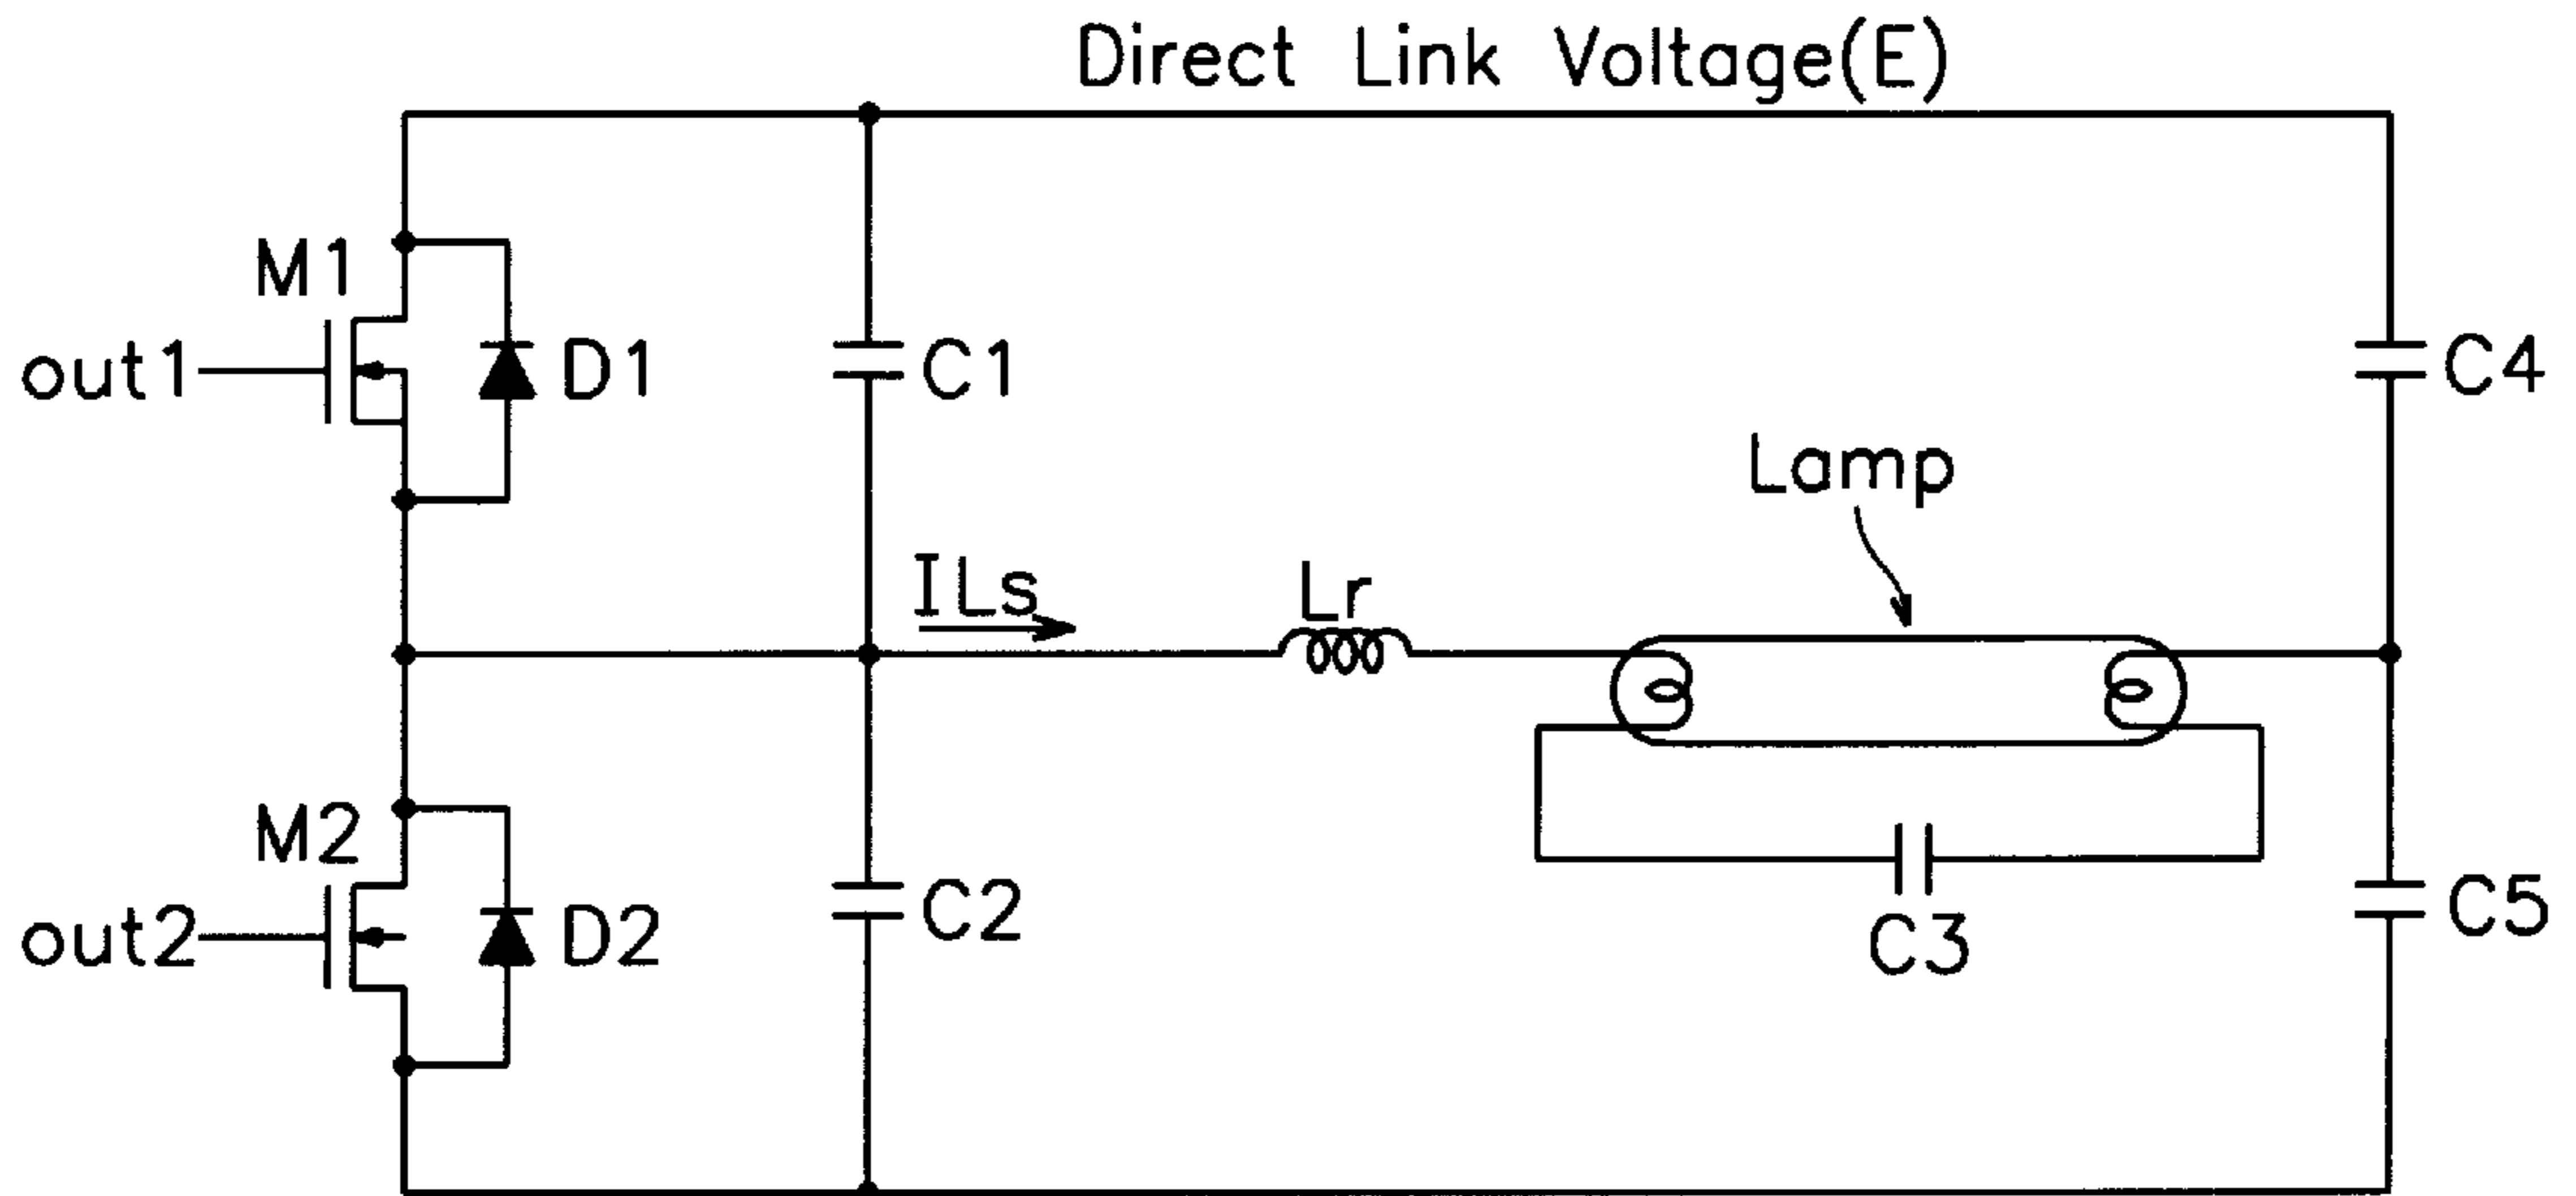 Direct Link Voltage(E)
M1
out1
D1
C1
C4
Lamp
ILs
Lr
M2
out2
D2
C2
C3
C5